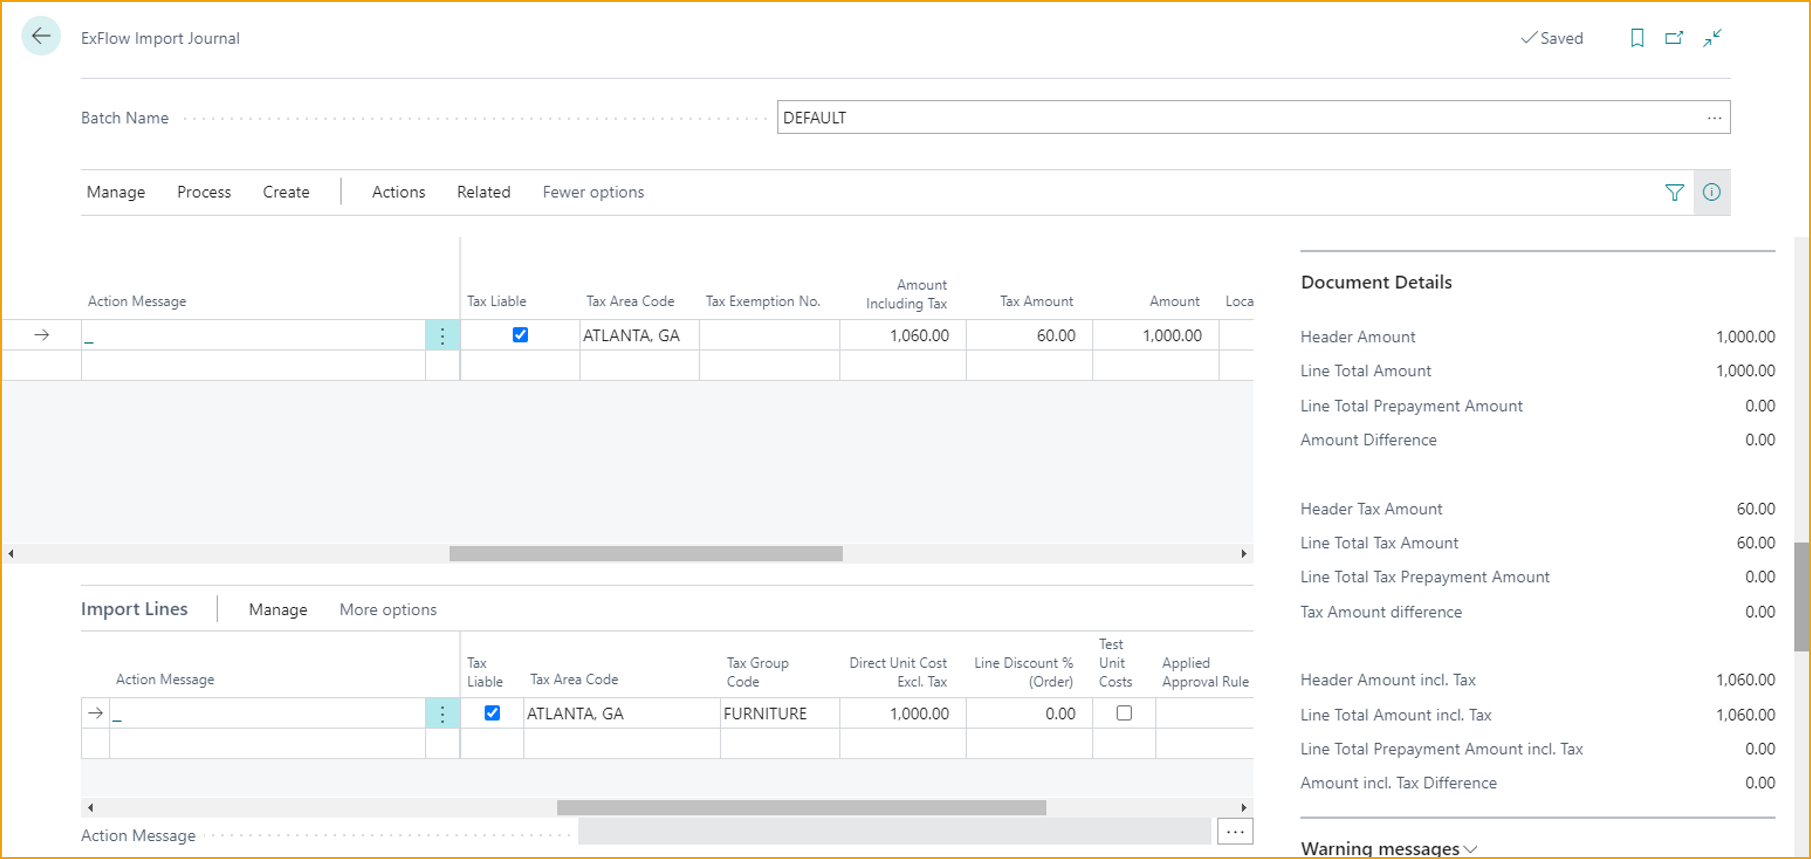 ExFlow Import Journal
Saved
Batch Name
DEFAULT
Manage Process Create Actions Related Fewer options
Action Message Tax Liable Tax Area Code Tax Exemption No. Amount Including Tax Tax Amount Amount Loca
_ ATLANTA, GA 1,060.00 60.00 1,000.00
Import Lines Manage More options
Action Message Tax Liable Tax Area Code Tax Group Code Direct Unit Cost Excl. Tax Line Discount % (Order) Test Unit Costs Applied Approval Rule
_ ATLANTA, GA FURNITURE 1,000.00 0.00
Action Message
Document Details
Header Amount 1,000.00
Line Total Amount 1,000.00
Line Total Prepayment Amount 0.00
Amount Difference 0.00
Header Tax Amount 60.00
Line Total Tax Amount 60.00
Line Total Tax Prepayment Amount 0.00
Tax Amount difference 0.00
Header Amount incl. Tax 1,060.00
Line Total Amount incl. Tax 1,060.00
Line Total Prepayment Amount incl. Tax 0.00
Amount incl. Tax Difference 0.00
Warning messages